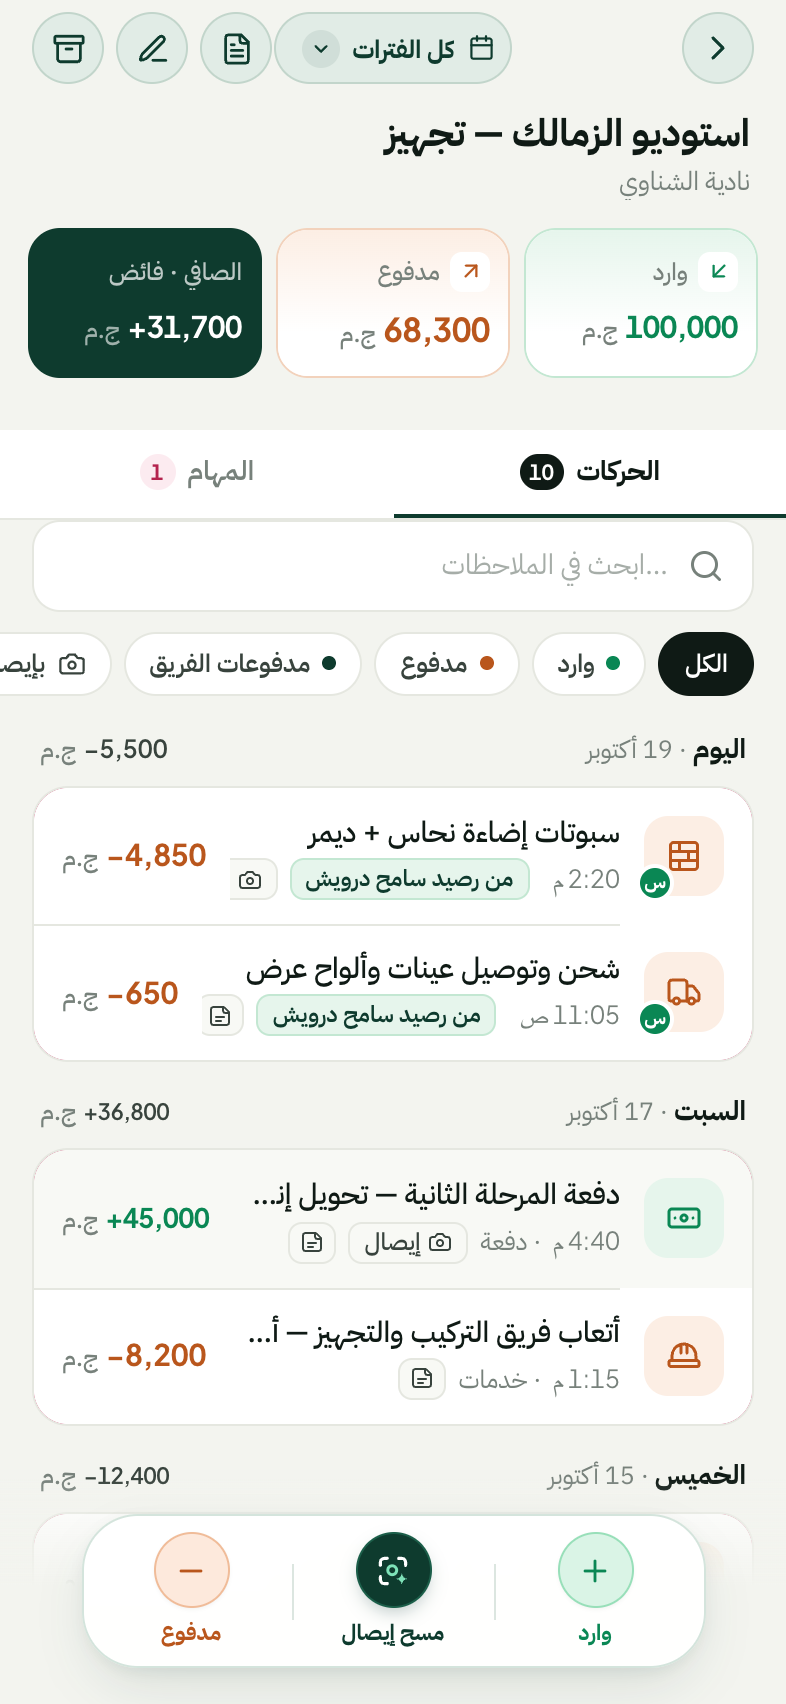 كل الفترات
استوديو الزمالك — تجهيز
نادية الشناوي
وارد
100,000 ج.م
مدفوع
68,300 ج.م
الصافي · فائض
+31,700 ج.م
الحركات 10
المهام 1
ابحث في الملاحظات...
الكل
وارد
مدفوع
مدفوعات الفريق
اليوم · 19 أكتوبر
−5,500 ج.م
سبوتات إضاءة نحاس + ديمر
−4,850 ج.م
س
2:20 م
من رصيد سامح درويش
شحن وتوصيل عينات وألواح عرض
−650 ج.م
س
11:05 ص
من رصيد سامح درويش
السبت · 17 أكتوبر
+36,800 ج.م
دفعة المرحلة الثانية — تحويل إنـ...
+45,000 ج.م
4:40 م · دفعة
إيصال
أتعاب فريق التركيب والتجهيز — أ...
−8,200 ج.م
1:15 م · خدمات
الخميس · 15 أكتوبر
−12,400 ج.م
وارد
مسح إيصال
مدفوع